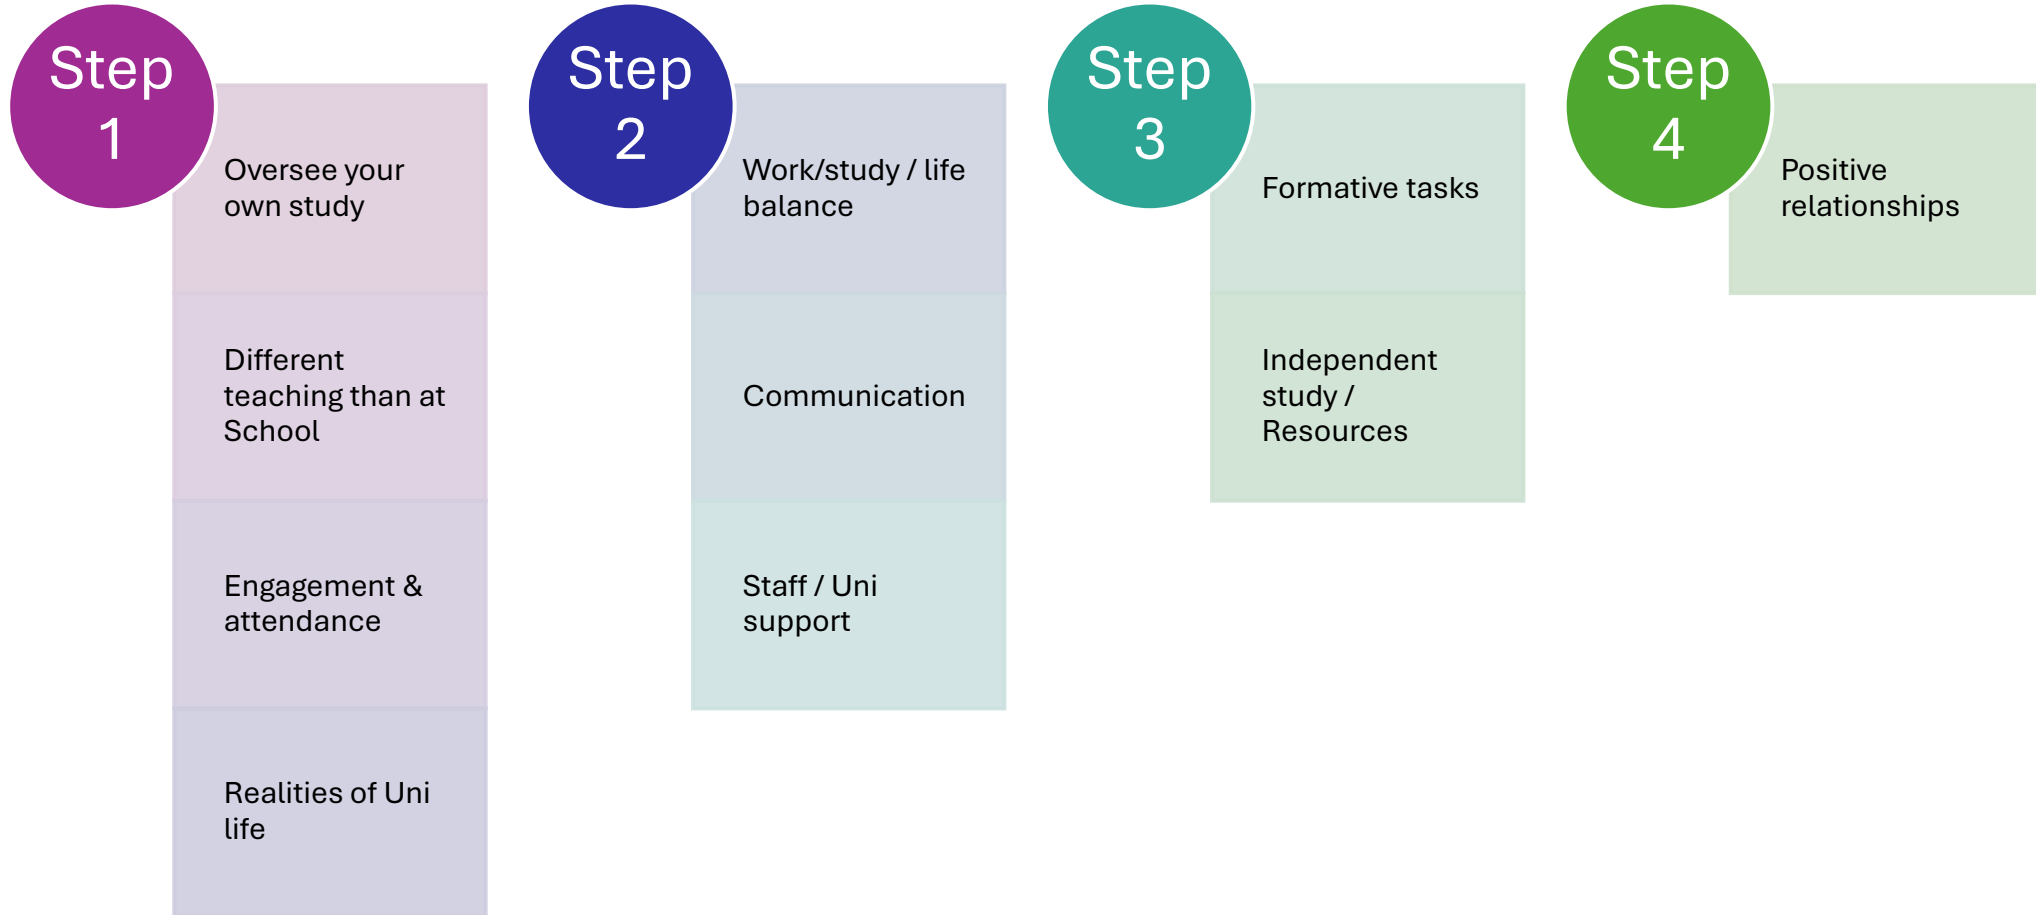 Step
1
Oversee your
own study
Different
teaching than at
School
Engagement &
attendance
Realities of Uni
life
Step
2
Work/study / life
balance
Communication
Staff / Uni
support
Step
3
Formative tasks
Independent
study /
Resources
Step
4
Positive
relationships